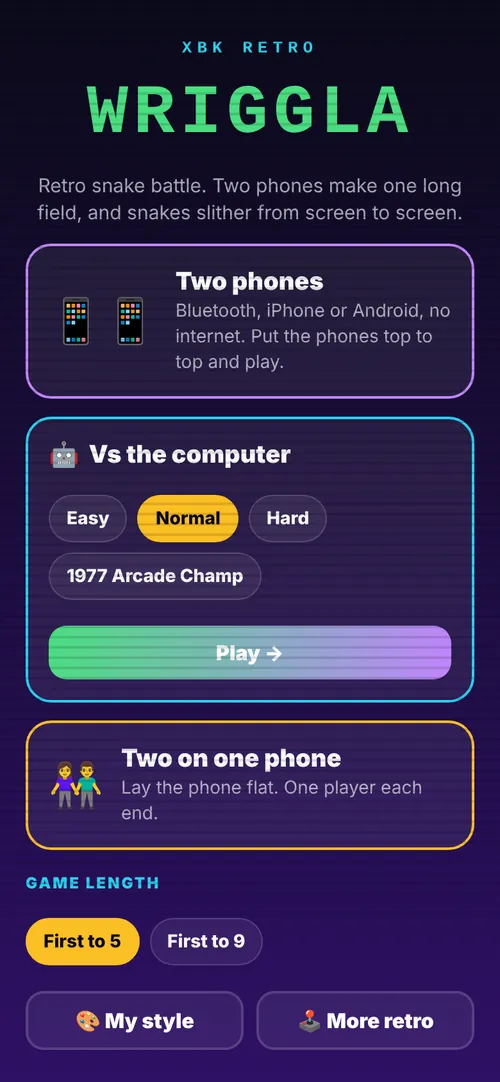 XBK RETRO
WRIGGLA
Retro snake battle. Two phones make one long
field, and snakes slither from screen to screen.
Two phones
Bluetooth, iPhone or Android, no
internet. Put the phones top to
top and play.
Vs the computer
Easy
Normal
Hard
1977 Arcade Champ
Play →
Two on one phone
Lay the phone flat. One player each
end.
GAME LENGTH
First to 5
First to 9
My style
More retro